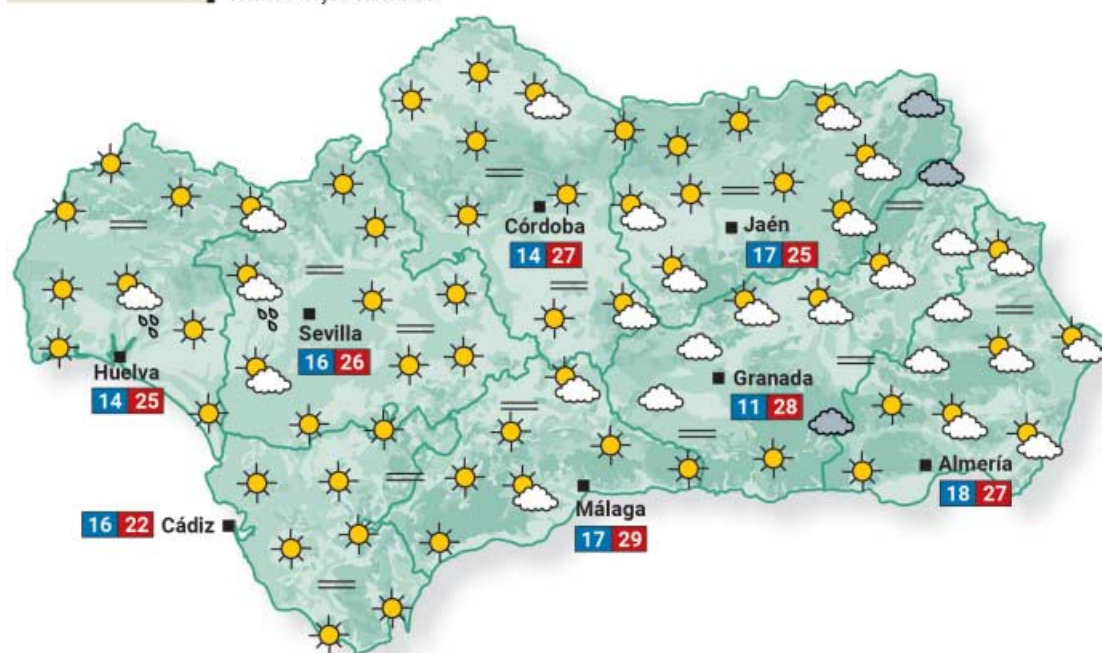 Córdoba
14 27
Jaén
17 25
Sevilla
16 26
Huelva
14 25
Granada
11 28
Almería
18 27
16 22 Cádiz
Málaga
17 29